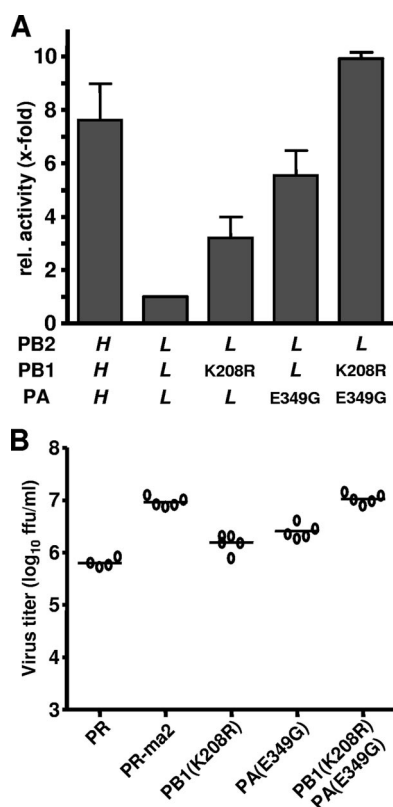 A
rel. activity (x-fold)
10
8
6
4
2
0
PB2 H L L L L
PB1 H L K208R L K208R
PA H L L E349G E349G
B
Virus titer (log10 ffu/ml)
8
7
6
5
4
3
PR
PR-ma2
PB1(K208R)
PA(E349G)
PB1(K208R)
PA(E349G)